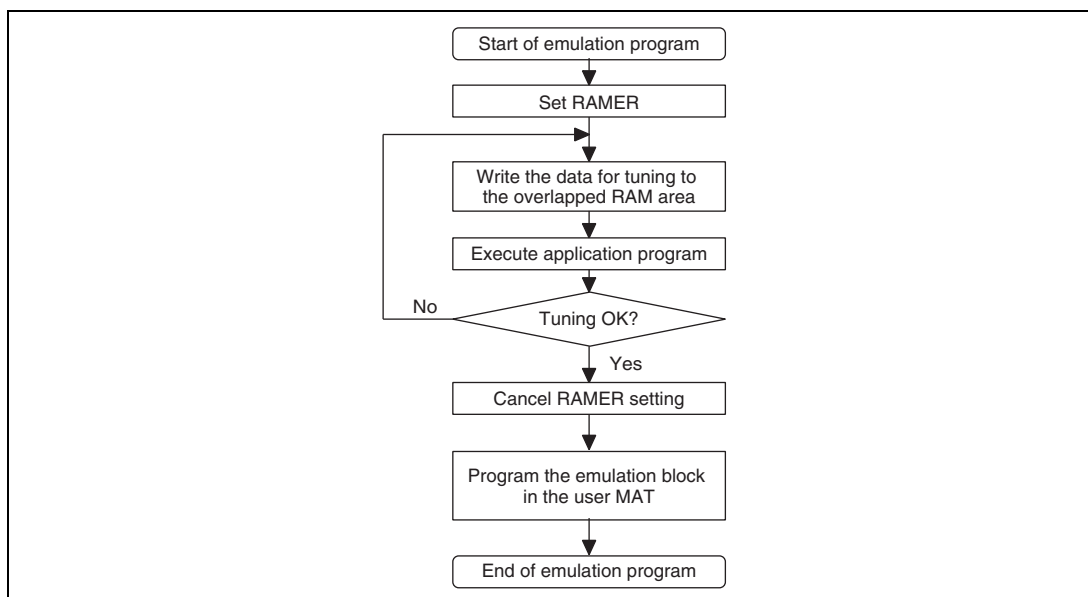 Start of emulation program
Set RAMER
Write the data for tuning to
the overlapped RAM area
Execute application program
No
Tuning OK?
Yes
Cancel RAMER setting
Program the emulation block
in the user MAT
End of emulation program